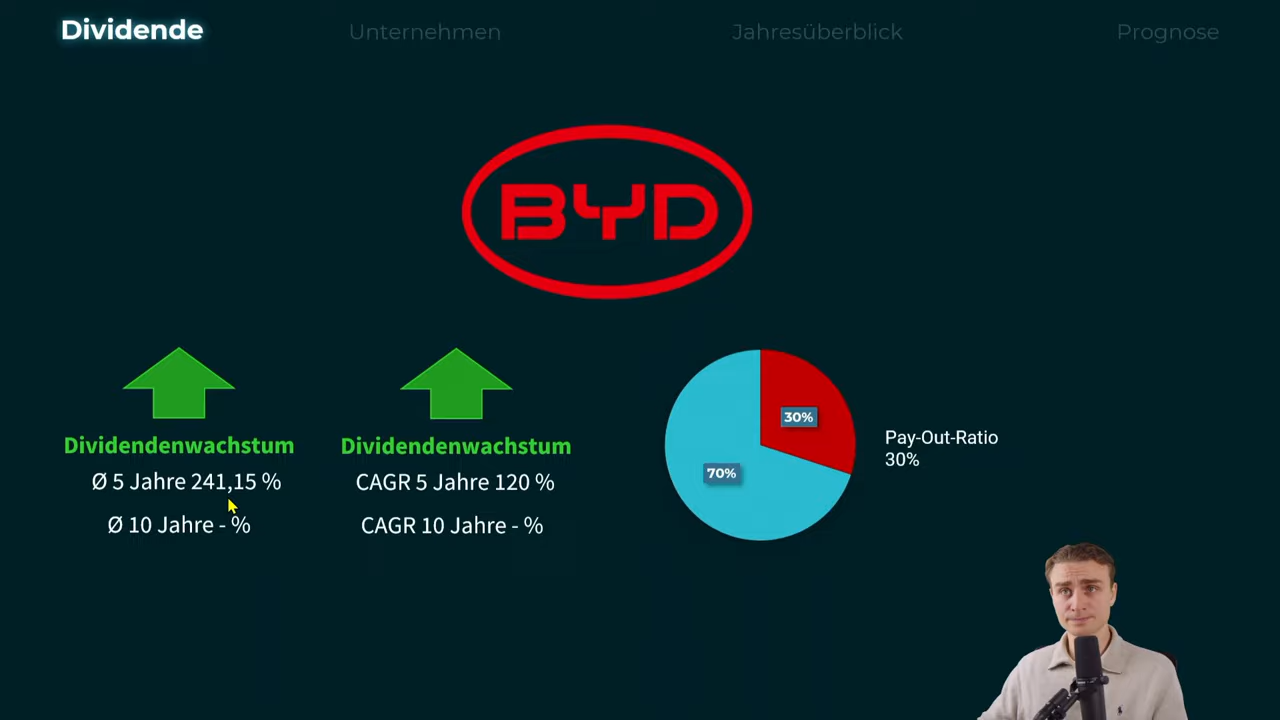 Dividende
Unternehmen
Jahresüberblick
Prognose
BYD
Dividendenwachstum
Ø 5 Jahre 241,15 %
Ø 10 Jahre - %
Dividendenwachstum
CAGR 5 Jahre 120 %
CAGR 10 Jahre - %
30%
70%
Pay-Out-Ratio
30%